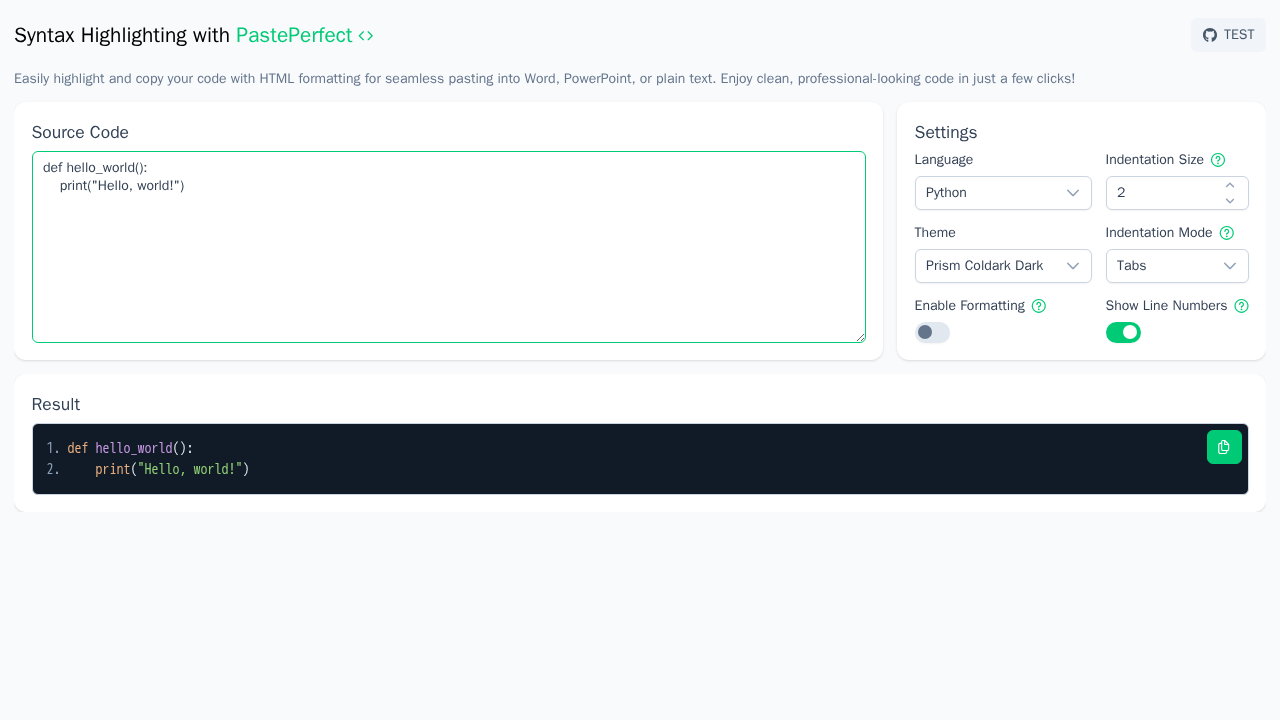 Syntax Highlighting with PastePerfect
TEST
Easily highlight and copy your code with HTML formatting for seamless pasting into Word, PowerPoint, or plain text. Enjoy clean, professional-looking code in just a few clicks!
Source Code
def hello_world():
    print("Hello, world!")
Settings
Language
Indentation Size
Python
2
Theme
Indentation Mode
Prism Coldark Dark
Tabs
Enable Formatting
Show Line Numbers
Result
1. def hello_world():
2.     print("Hello, world!")